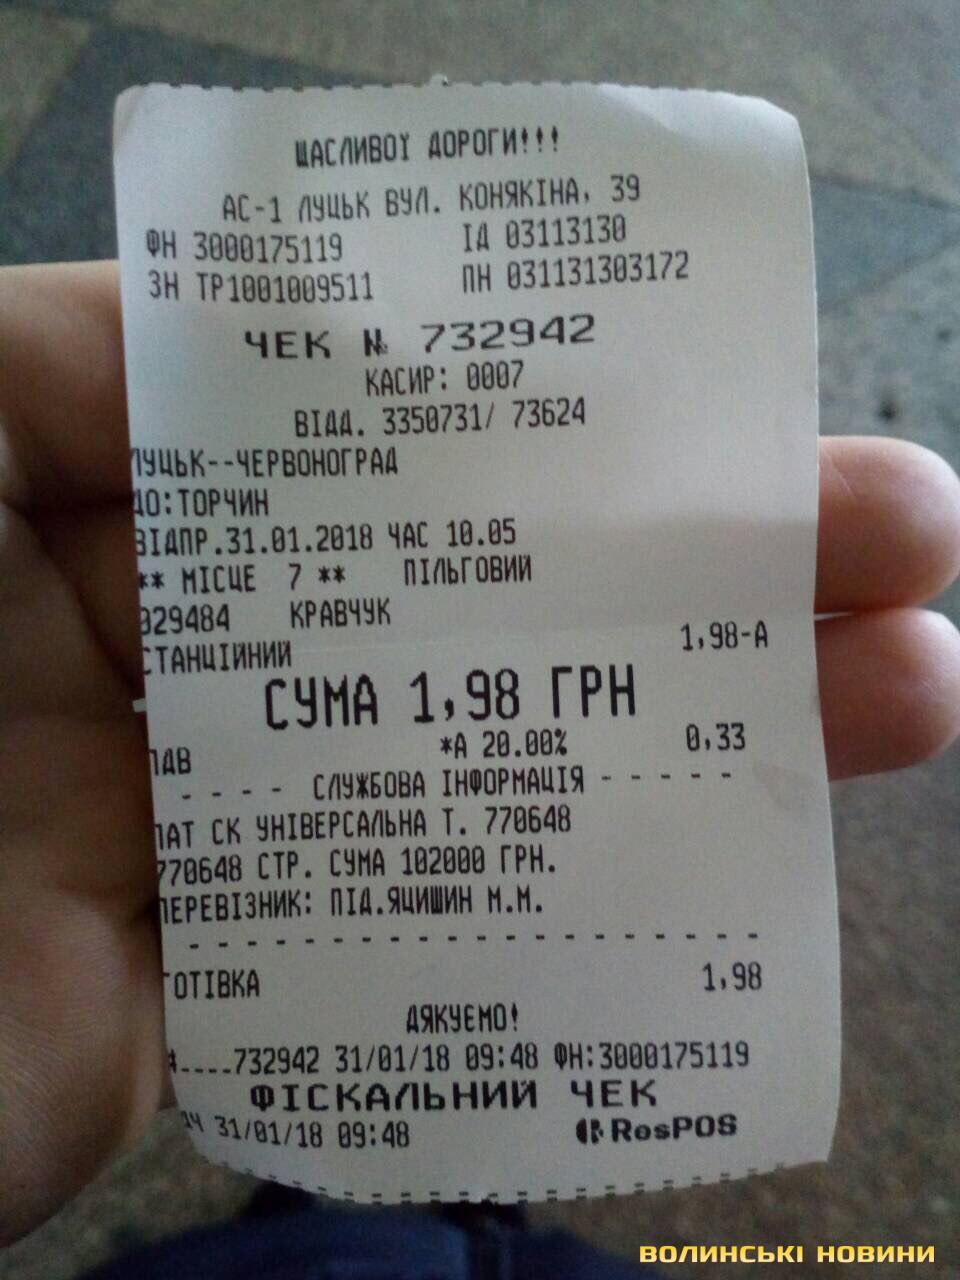 ЩАСЛИВОЇ ДОРОГИ!!!
АС-1 ЛУЦЬК ВУЛ. КОНЯКІНА, 39
ФН 3000175119 ІД 03113130
ЗН ТР1001009511 ПН 031131303172
ЧЕК № 732942
КАСИР: 0007
ВІДД. 3350731/ 73624
ЛУЦЬК--ЧЕРВОНОГРАД
ДО:ТОРЧИН
ВІДПР.31.01.2018 ЧАС 10.05
** МІСЦЕ 7 ** ПІЛЬГОВИЙ
029484 КРАВЧУК
СТАНЦІЙНИЙ 1,98-А
СУМА 1,98 ГРН
ПДВ *А 20.00% 0,33
- - - - СЛУЖБОВА ІНФОРМАЦІЯ - - - - -
ПАТ СК УНІВЕРСАЛЬНА Т. 770648
770648 СТР. СУМА 102000 ГРН.
ПЕРЕВІЗНИК: ПІД.ЯЦИШИН М.М.
ГОТІВКА 1,98
ДЯКУЄМО!
#....732942 31/01/18 09:48 ФН:3000175119
ФІСКАЛЬНИЙ ЧЕК
31/01/18 09:48 ResPOS
ВОЛИНСЬКІ НОВИНИ